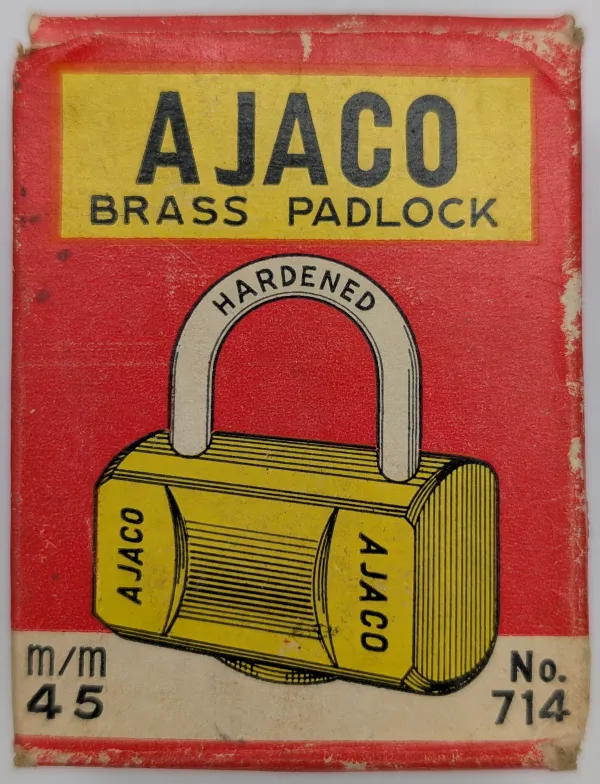 AJACO
BRASS PADLOCK
HARDENED
AJACO
AJACO
m/m
45
No.
714